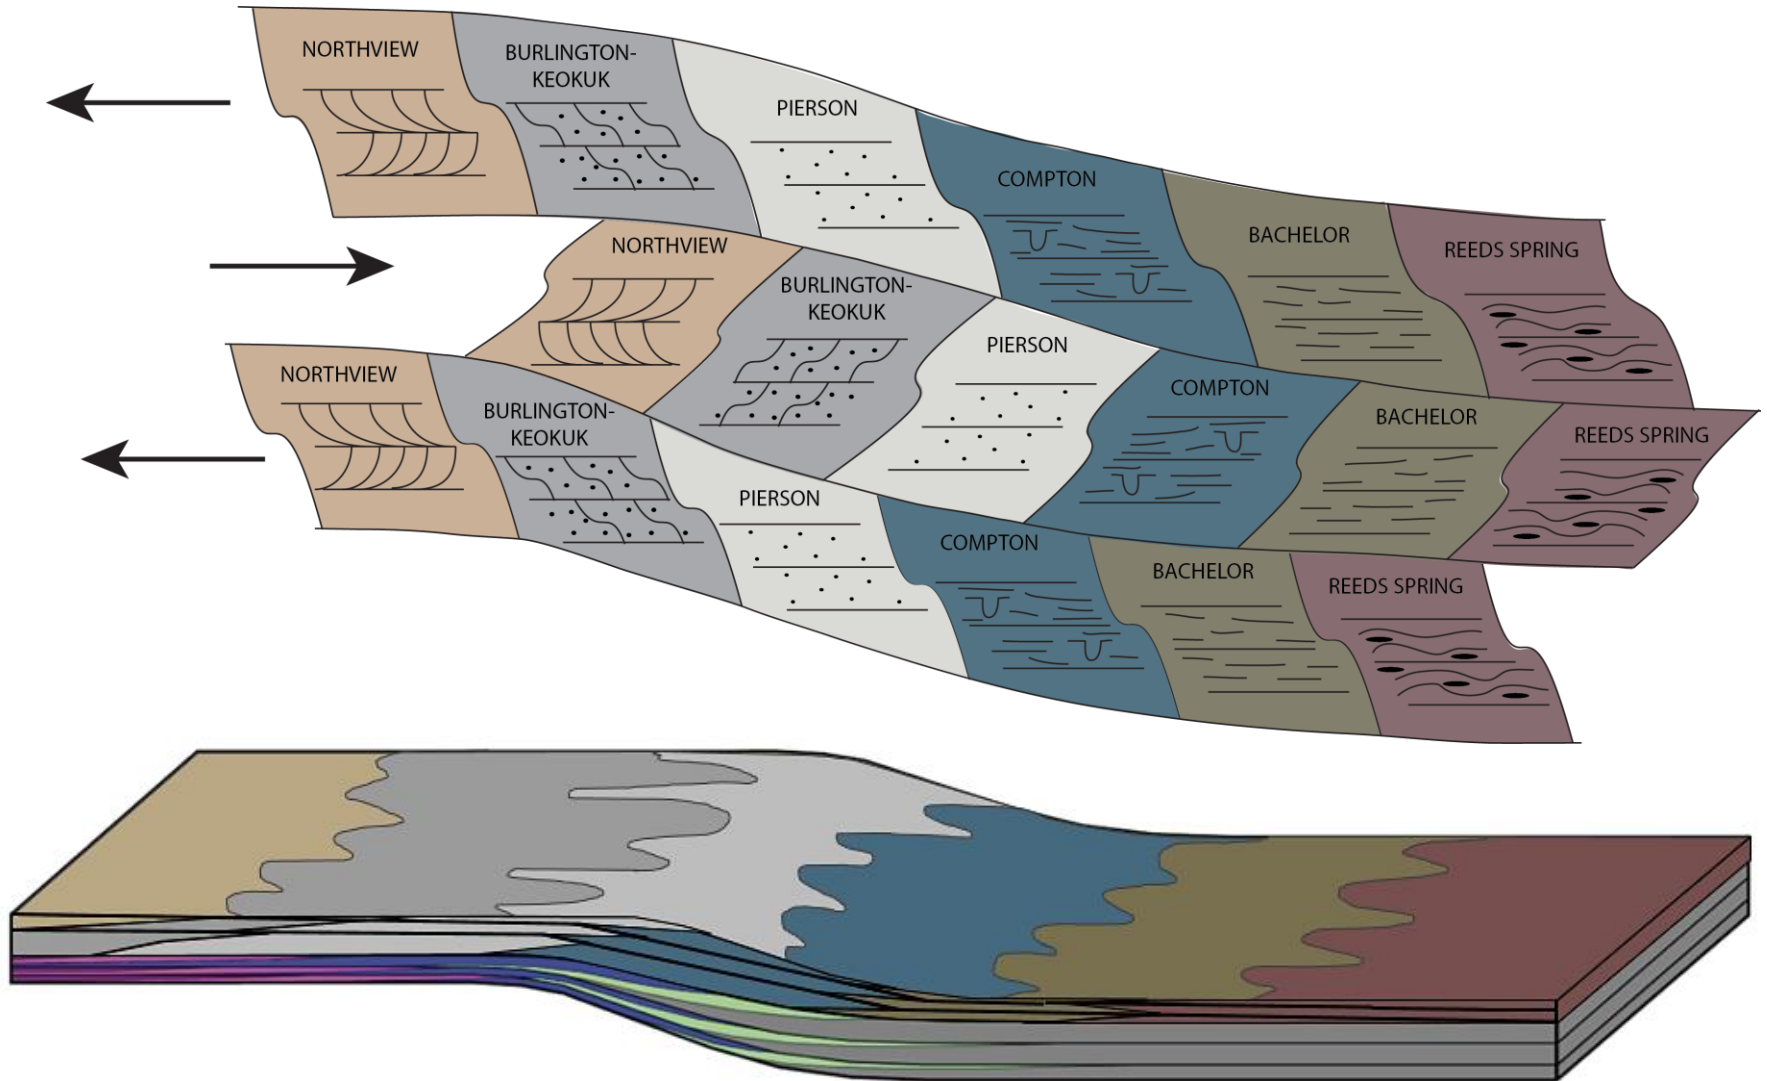 NORTHVIEW
BURLINGTON-
KEOKUK
PIERSON
COMPTON
BACHELOR
REEDS SPRING
NORTHVIEW
BURLINGTON-
KEOKUK
PIERSON
COMPTON
BACHELOR
REEDS SPRING
NORTHVIEW
BURLINGTON-
KEOKUK
PIERSON
COMPTON
BACHELOR
REEDS SPRING